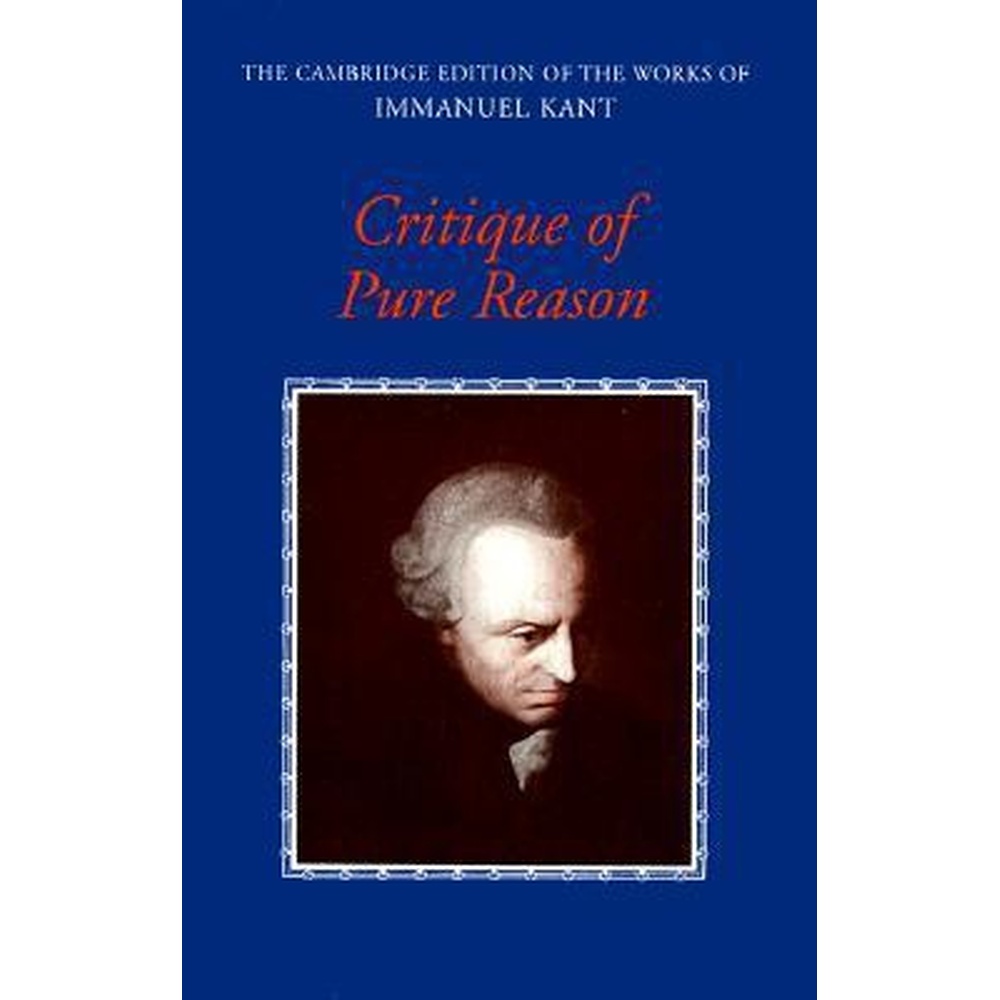 THE CAMBRIDGE EDITION OF THE WORKS OF
IMMANUEL KANT
Critique of
Pure Reason